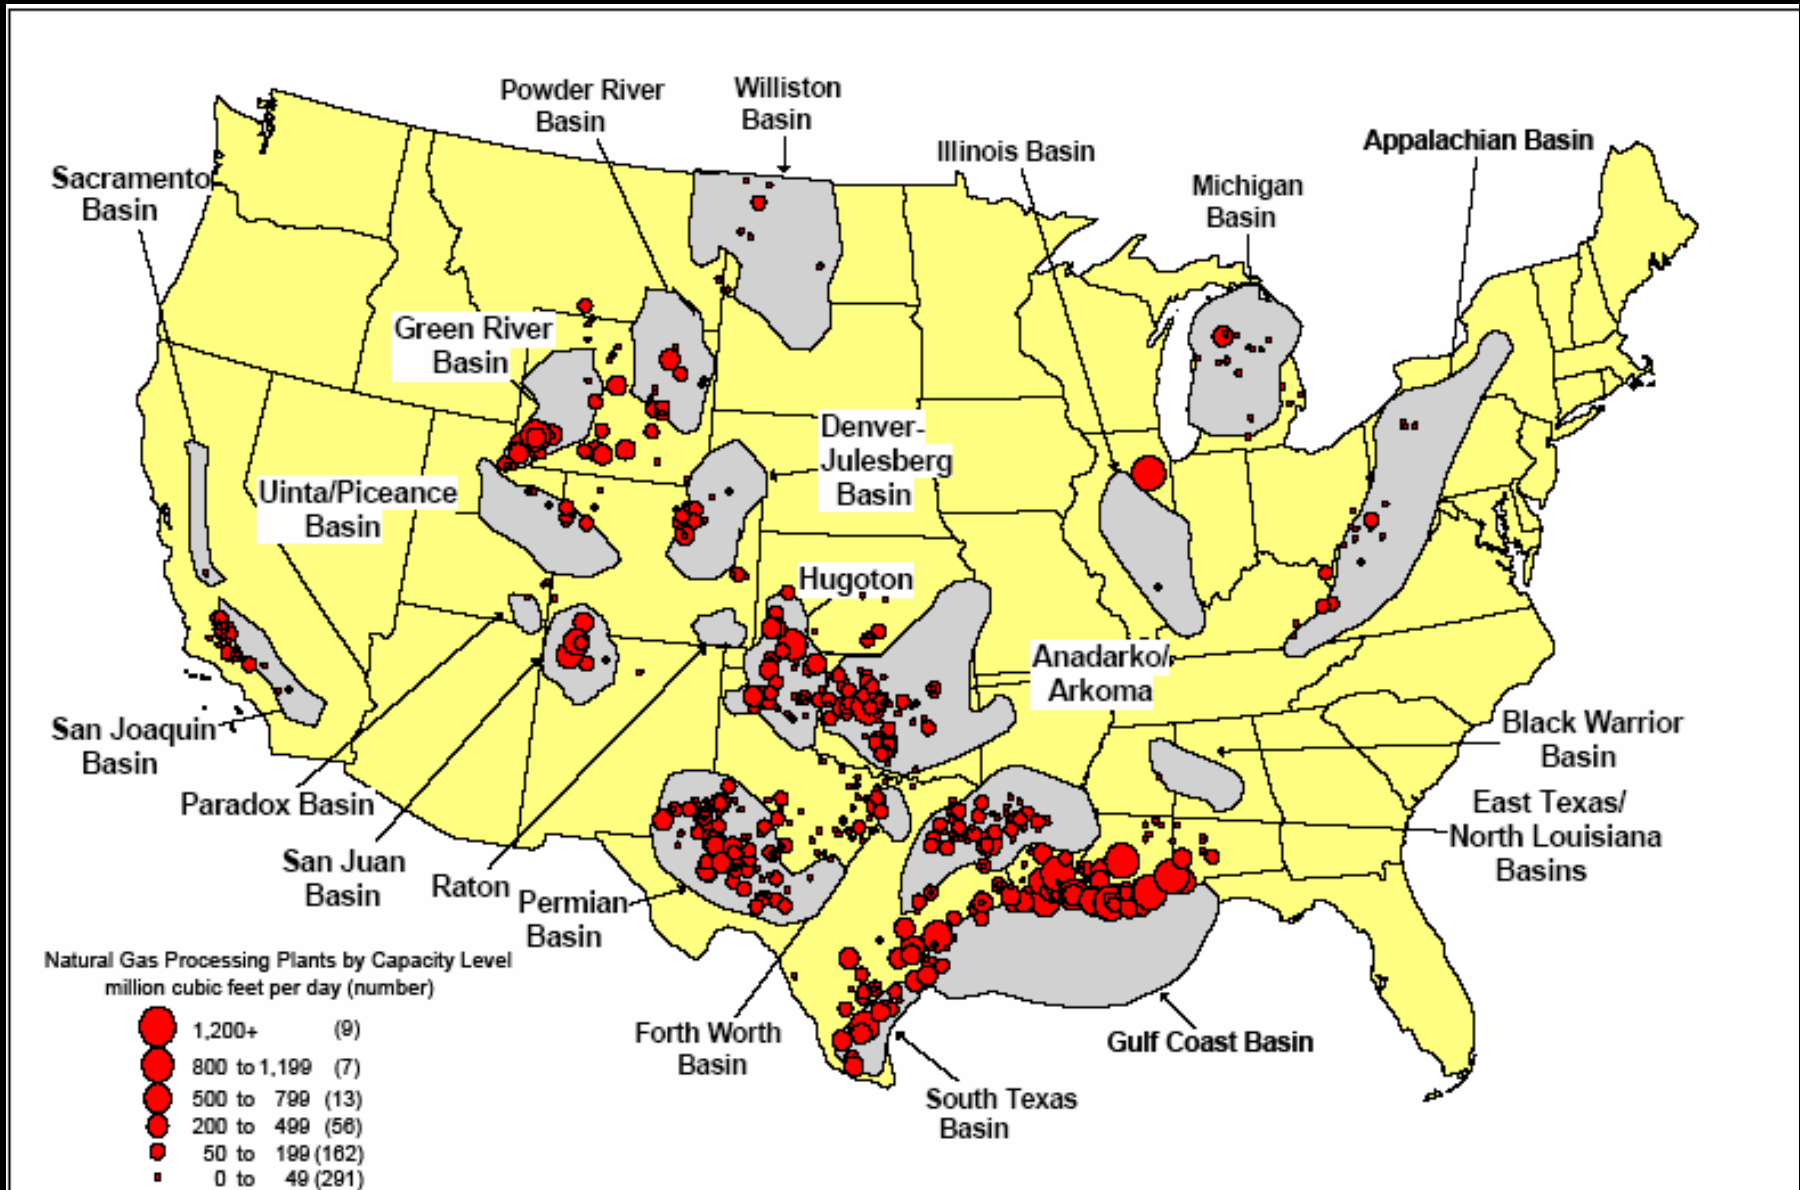 Powder River
Basin
Williston
Basin
Illinois Basin
Appalachian Basin
Michigan
Basin
Sacramento
Basin
Green River
Basin
Denver-
Julesberg
Basin
Uinta/Piceance
Basin
Hugoton
Anadarko/
Arkoma
San Joaquin
Basin
Black Warrior
Basin
Paradox Basin
East Texas/
North Louisiana
Basins
San Juan
Basin
Raton
Permian
Basin
Forth Worth
Basin
Gulf Coast Basin
South Texas
Basin
Natural Gas Processing Plants by Capacity Level
million cubic feet per day (number)
1,200+ (9)
800 to 1,199 (7)
500 to 799 (13)
200 to 499 (56)
50 to 199 (162)
0 to 49 (291)